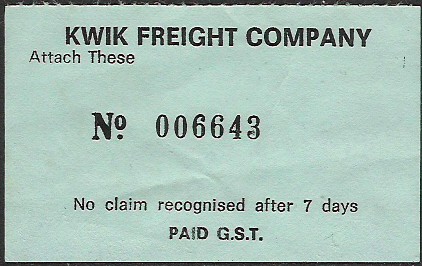 KWIK FREIGHT COMPANY
Attach These
Nº 006643
No claim recognised after 7 days
PAID G.S.T.